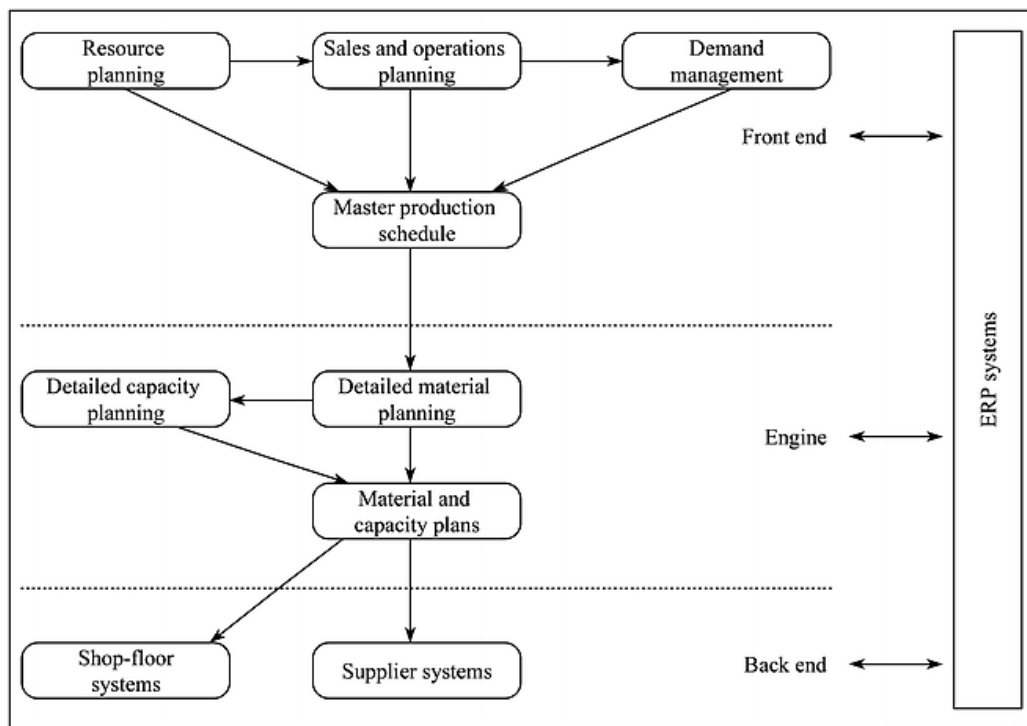 Resource
planning
Sales and operations
planning
Demand
management
Front end
Master production
schedule
Detailed capacity
planning
Detailed material
planning
Engine
Material and
capacity plans
Shop-floor
systems
Supplier systems
Back end
ERP systems